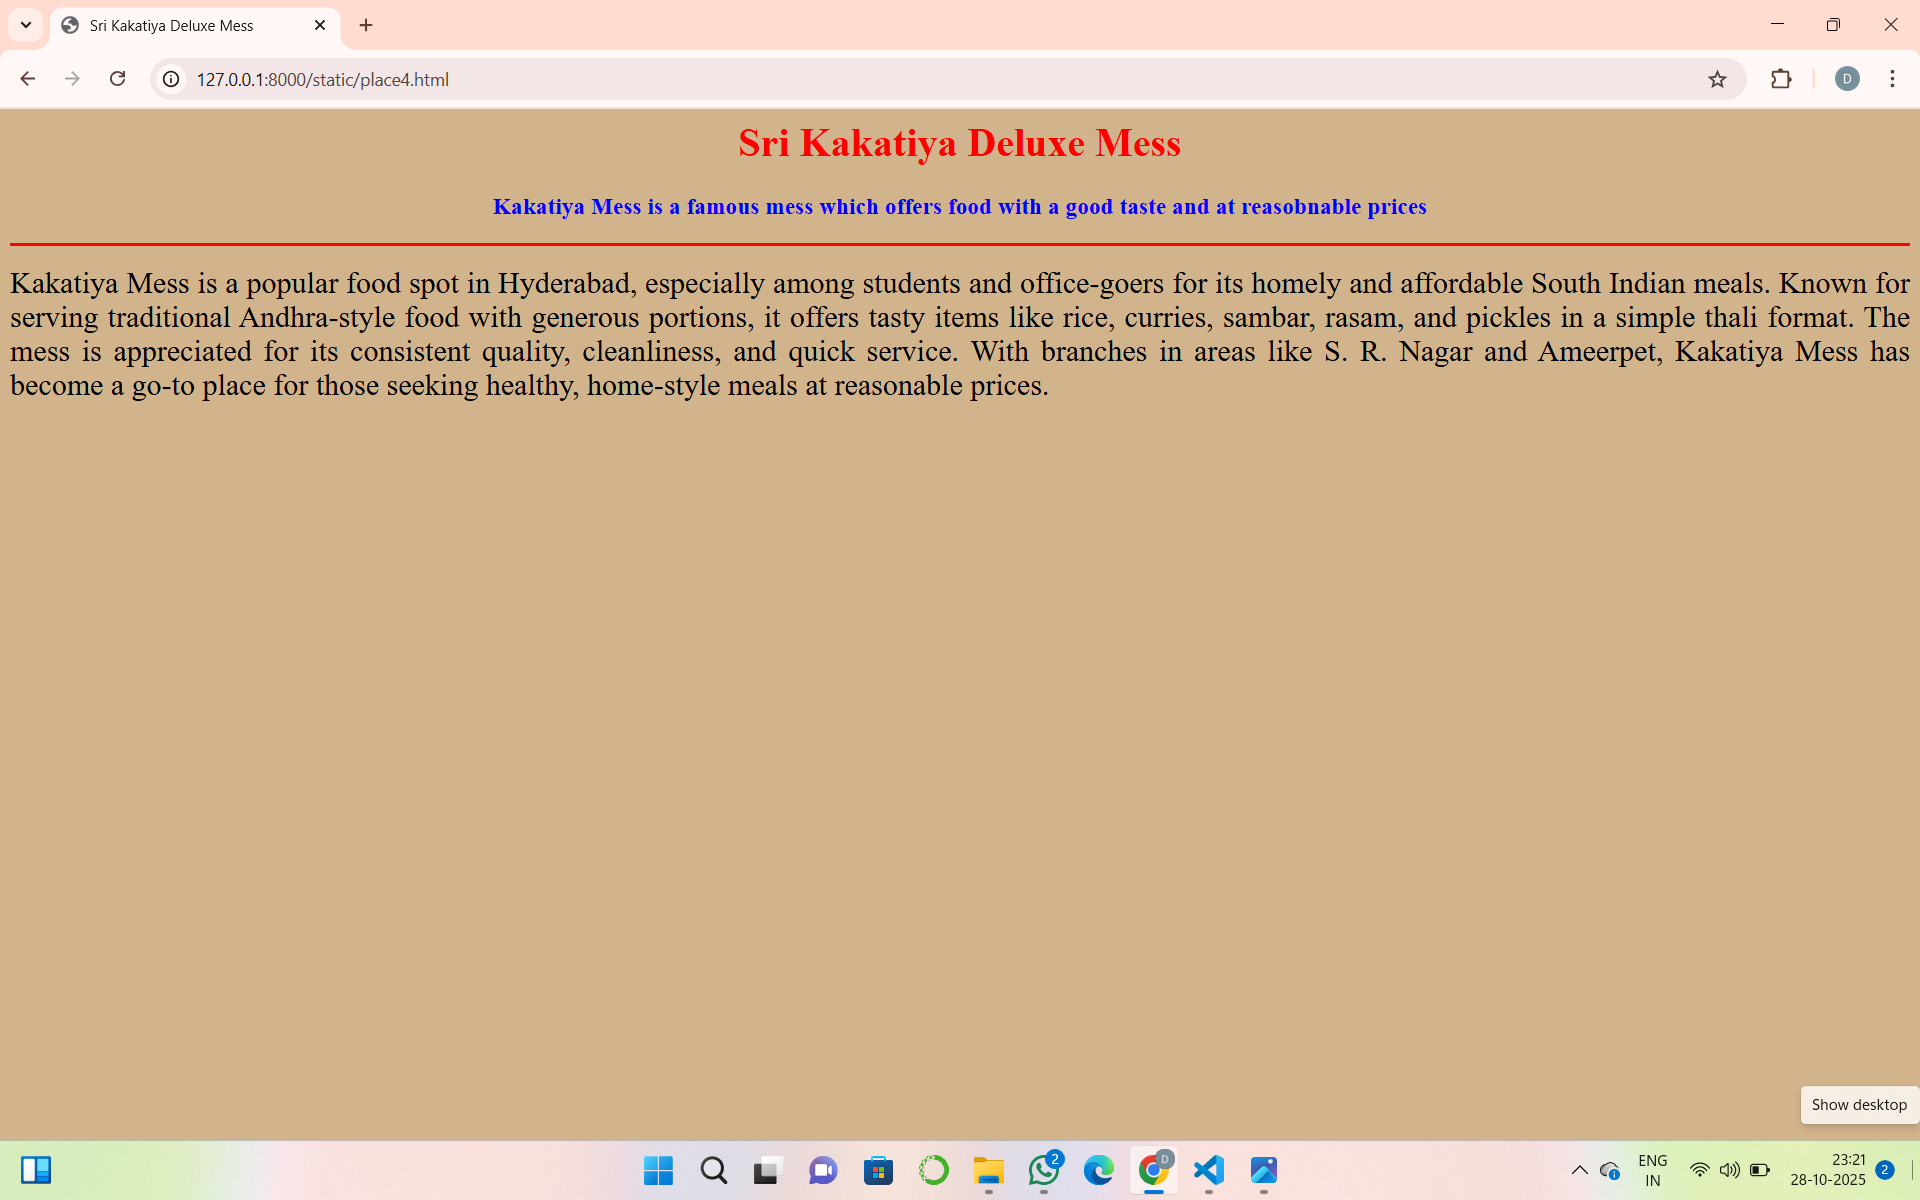 Sri Kakatiya Deluxe Mess
127.0.0.1:8000/static/place4.html
D
Sri Kakatiya Deluxe Mess
Kakatiya Mess is a famous mess which offers food with a good taste and at reasobnable prices
Kakatiya Mess is a popular food spot in Hyderabad, especially among students and office-goers for its homely and affordable South Indian meals. Known for
serving traditional Andhra-style food with generous portions, it offers tasty items like rice, curries, sambar, rasam, and pickles in a simple thali format. The
mess is appreciated for its consistent quality, cleanliness, and quick service. With branches in areas like S. R. Nagar and Ameerpet, Kakatiya Mess has
become a go-to place for those seeking healthy, home-style meals at reasonable prices.
Show desktop
2
D
ENG
IN
23:21
28-10-2025
2